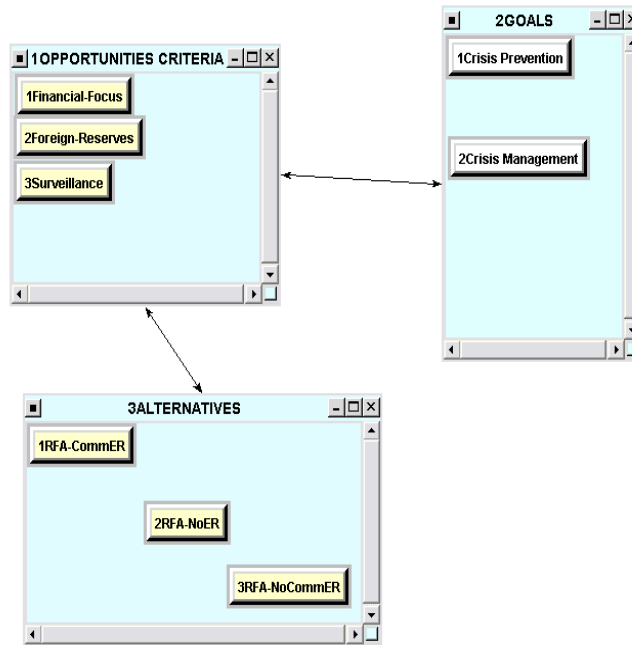 1OPPORTUNITIES CRITERIA
1Financial-Focus
2Foreign-Reserves
3Surveillance
2GOALS
1Crisis Prevention
2Crisis Management
3ALTERNATIVES
1RFA-CommER
2RFA-NoER
3RFA-NoCommER